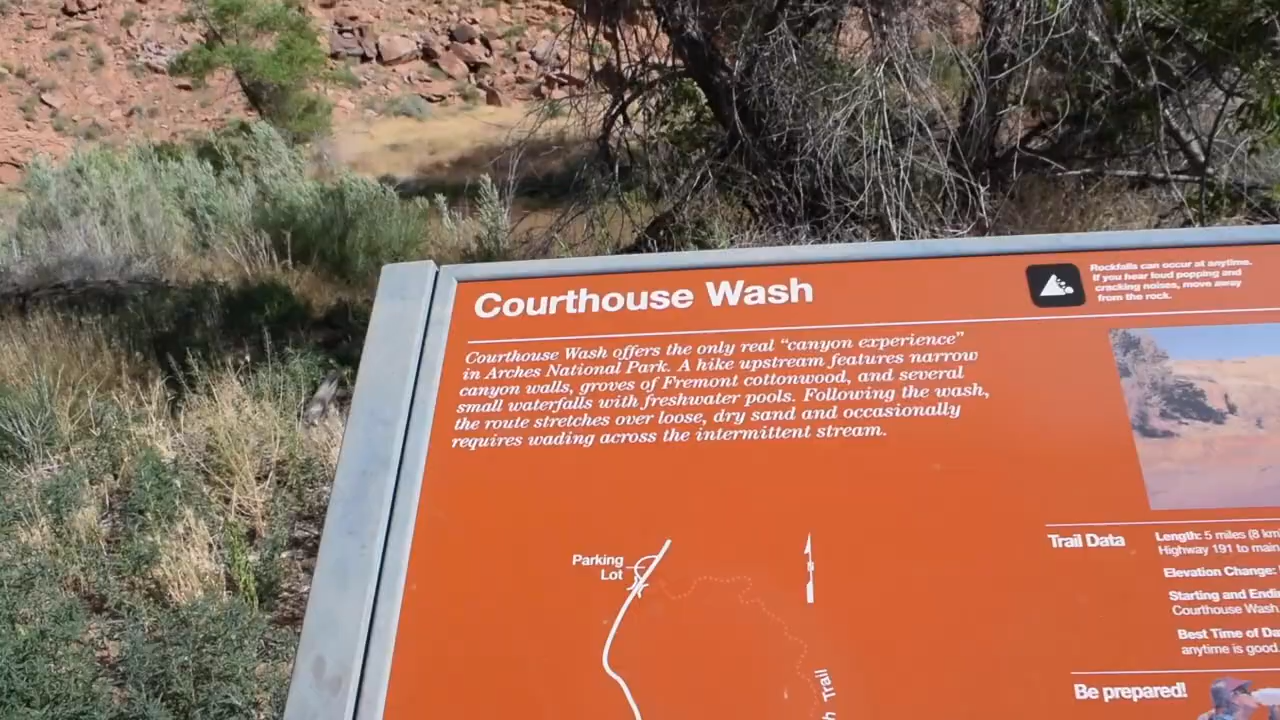 Courthouse Wash
Rockfalls can occur at anytime.
If you hear loud popping and
cracking noises, move away
from the rock.
Courthouse Wash offers the only real “canyon experience”
in Arches National Park. A hike upstream features narrow
canyon walls, groves of Fremont cottonwood, and several
small waterfalls with freshwater pools. Following the wash,
the route stretches over loose, dry sand and occasionally
requires wading across the intermittent stream.
Parking
Lot
N
h Trail
Trail Data
Length: 5 miles (8 km
Highway 191 to main
Elevation Change:
Starting and Endi
Courthouse Wash.
Best Time of Da
anytime is good.
Be prepared!